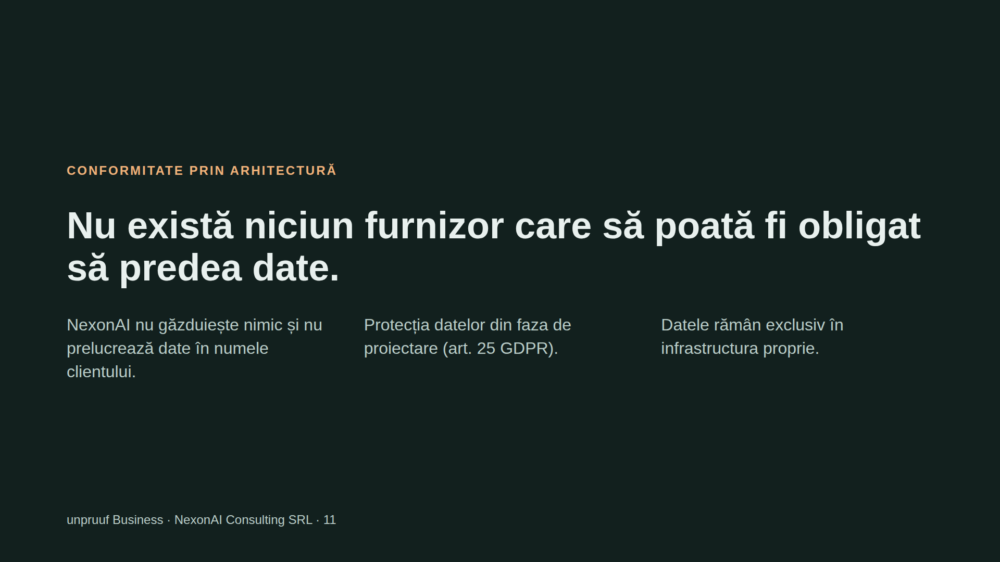 CONFORMITATE PRIN ARHITECTURĂ
Nu există niciun furnizor care să poată fi obligat
să predea date.
NexonAI nu găzduiește nimic și nu
prelucrează date în numele
clientului.
Protecția datelor din faza de
proiectare (art. 25 GDPR).
Datele rămân exclusiv în
infrastructura proprie.
unpruuf Business · NexonAI Consulting SRL · 11